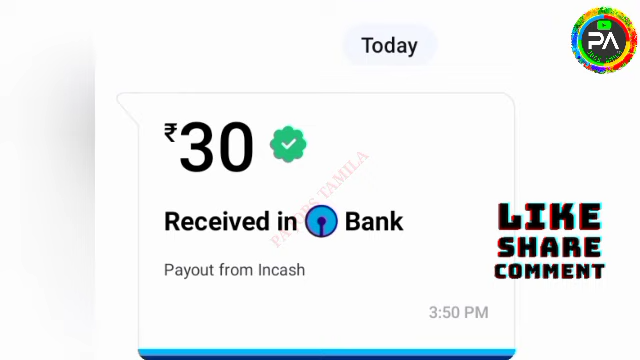 Today
PA
₹30
Received in Bank
Payout from Incash
3:50 PM
LIKE
SHARE
COMMENT